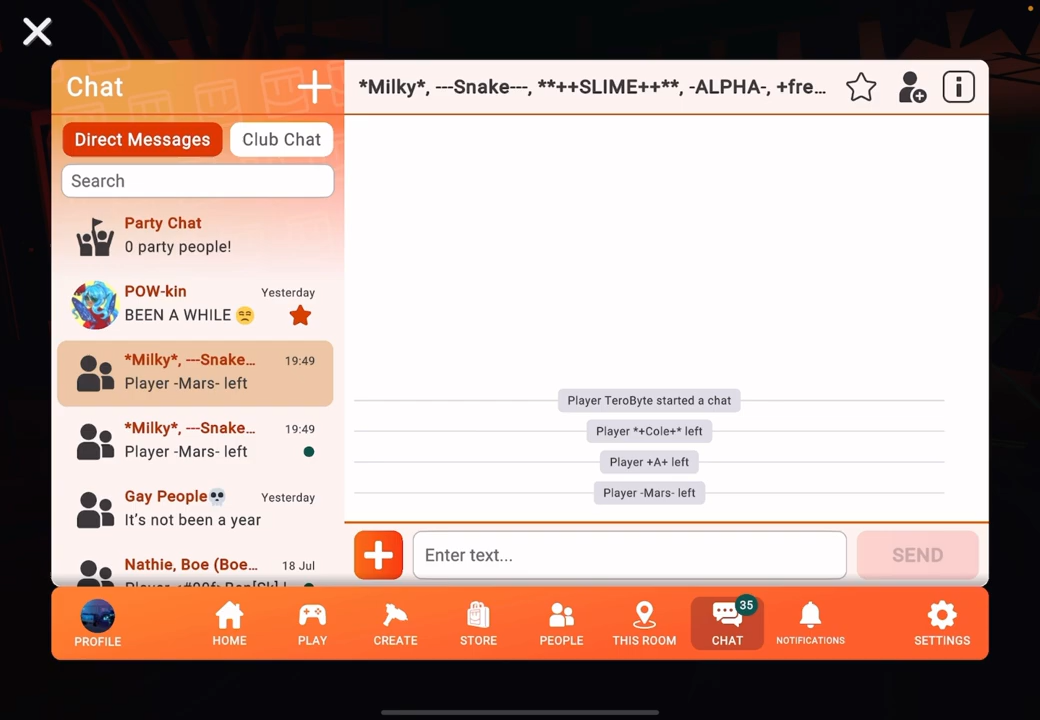 Chat
Direct Messages
Club Chat
Search
Party Chat
0 party people!
POW-kin
Yesterday
BEEN A WHILE 😒
*Milky*, ---Snake...
19:49
Player -Mars- left
*Milky*, ---Snake...
19:49
Player -Mars- left
Gay People💀
Yesterday
It's not been a year
Nathie, Boe (Boe...
18 Jul
*Milky*, ---Snake---, **++SLIME++**, -ALPHA-, +fre...
Player TeroByte started a chat
Player *+Cole+* left
Player +A+ left
Player -Mars- left
Enter text...
SEND
PROFILE
HOME
PLAY
CREATE
STORE
PEOPLE
THIS ROOM
35
CHAT
NOTIFICATIONS
SETTINGS